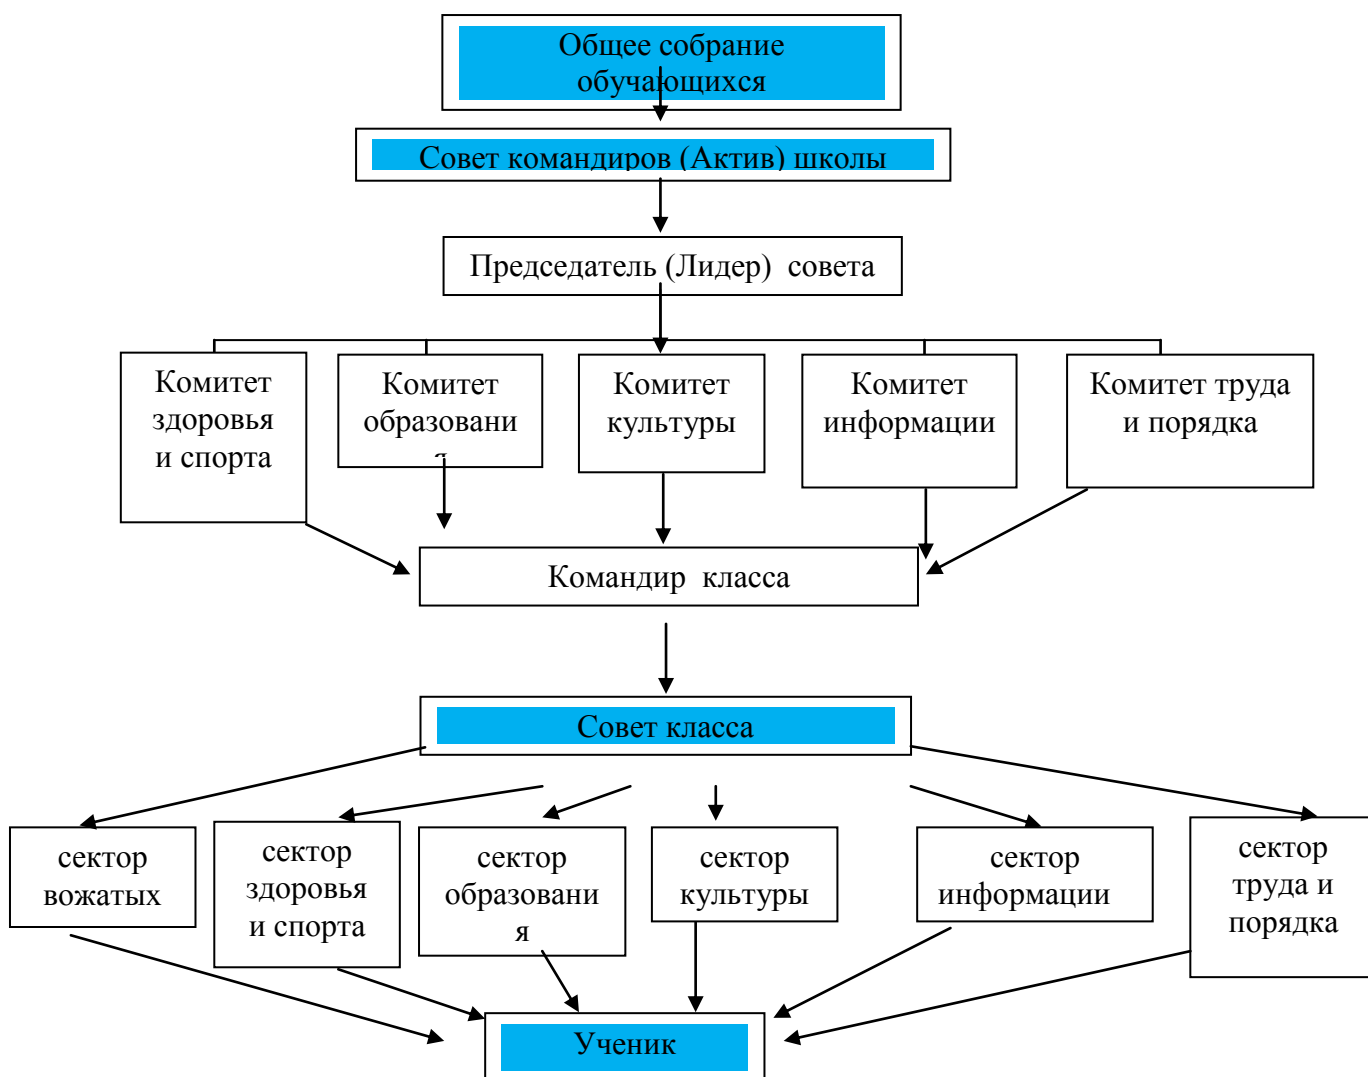 Общее собрание
обучающихся
Совет командиров (Актив) школы
Председатель (Лидер) совета
Комитет
здоровья
и спорта
Комитет
образовани
я
Комитет
культуры
Комитет
информации
Комитет труда
и порядка
Командир класса
Совет класса
сектор
вожатых
сектор
здоровья
и спорта
сектор
образовани
я
сектор
культуры
сектор
информации
сектор
труда и
порядка
Ученик